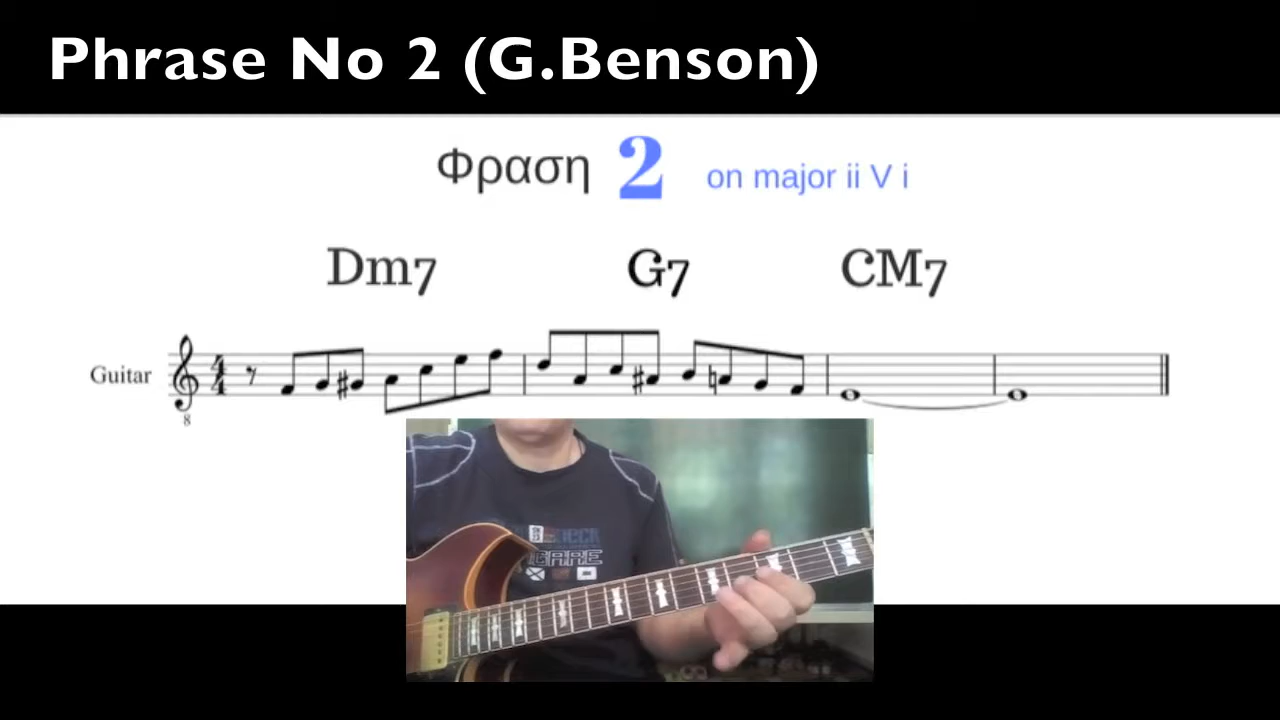 Phrase No 2 (G.Benson)
Φραση 2 on major ii V i
Dm7 G7 CM7
Guitar
4
4
8